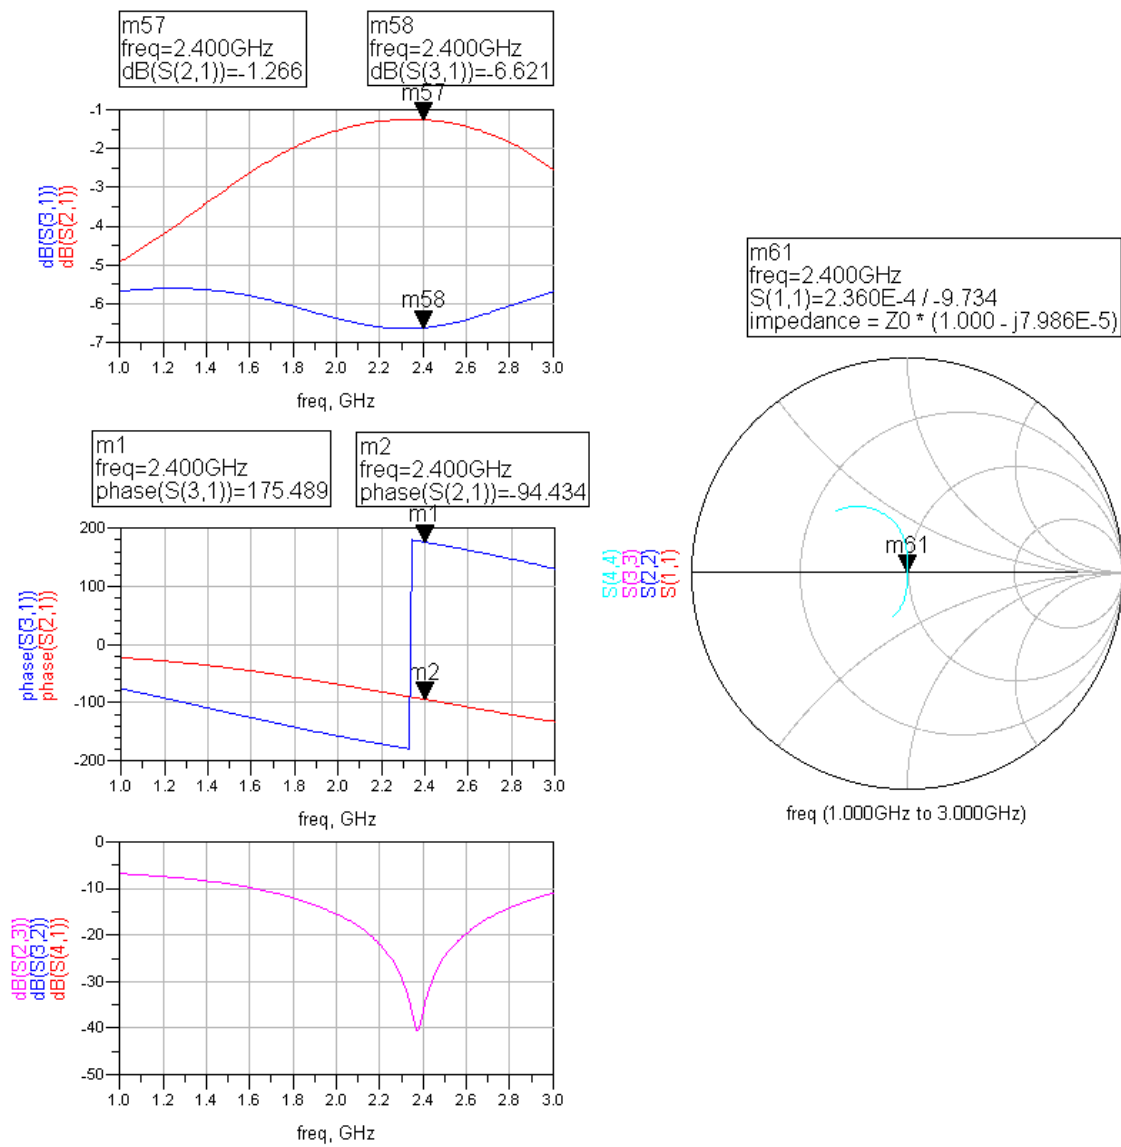 m57
freq=2.400GHz
dB(S(2,1))=-1.266
m58
freq=2.400GHz
dB(S(3,1))=-6.621
m57
m58
-1
-2
-3
-4
-5
-6
-7
dB(S(3,1))
dB(S(2,1))
1.0 1.2 1.4 1.6 1.8 2.0 2.2 2.4 2.6 2.8 3.0
freq, GHz
m1
freq=2.400GHz
phase(S(3,1))=175.489
m2
freq=2.400GHz
phase(S(2,1))=-94.434
m1
m2
200
100
0
-100
-200
phase(S(3,1))
phase(S(2,1))
1.0 1.2 1.4 1.6 1.8 2.0 2.2 2.4 2.6 2.8 3.0
freq, GHz
0
-10
-20
-30
-40
-50
dB(S(2,3))
dB(S(3,2))
dB(S(4,1))
1.0 1.2 1.4 1.6 1.8 2.0 2.2 2.4 2.6 2.8 3.0
freq, GHz
m61
freq=2.400GHz
S(1,1)=2.360E-4 / -9.734
impedance = Z0 * (1.000 - j7.986E-5)
m61
S(4,4)
S(3,3)
S(2,2)
S(1,1)
freq (1.000GHz to 3.000GHz)